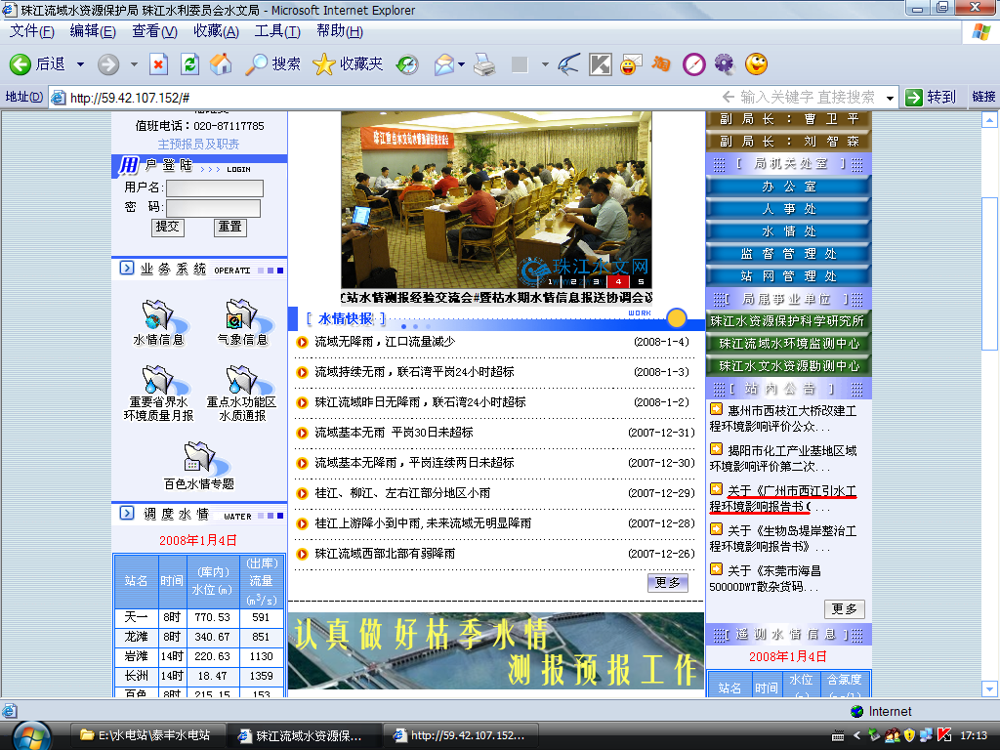 珠江流域水资源保护局 珠江水利委员会水文局 - Microsoft Internet Explorer
文件(F) 编辑(E) 查看(V) 收藏(A) 工具(T) 帮助(H)
后退 搜索 收藏夹
地址(D) http://59.42.107.152/# 输入关键字 直接搜索 转到 链接
值班电话：020-87117785
主预报员及职责
用户登陆 >>> LOGIN
用户名：
密 码：
提交 重置
业务系统 OPERATI
水情信息 气象信息
重要省界水环境质量月报 重点水功能区水质通报
百色水情专题
调度水情 WATER
2008年1月4日
站名 时间 (库内)水位(m) (出库)流量(m³/s)
天一 8时 770.53 591
龙滩 8时 340.67 851
岩滩 14时 220.63 1130
长洲 14时 18.47 1359
百色 8时 215.15 153
珠江水文网
1 2 3 4 5
文站水情测报经验交流会#暨枯水期水情信息报送协调会议
[ 水情快报 ] WORK
流域无降雨，江口流量减少 (2008-1-4)
流域持续无雨，联石湾平岗24小时超标 (2008-1-3)
珠江流域昨日无降雨，联石湾24小时超标 (2008-1-2)
流域基本无雨 平岗30日未超标 (2007-12-31)
流域基本无降雨，平岗连续两日未超标 (2007-12-30)
桂江、柳江、左右江部分地区小雨 (2007-12-29)
桂江上游降小到中雨,未来流域无明显降雨 (2007-12-28)
珠江流域西部北部有弱降雨 (2007-12-26)
更多
认真做好枯季水情
测报预报工作
副局长：曹卫平
副局长：刘智森
[ 局机关处室 ]
办公室
人事处
水情处
监督管理处
站网管理处
[ 局属事业单位 ]
珠江水资源保护科学研究所
珠江流域水环境监测中心
珠江水文水资源勘测中心
[ 站内公告 ]
惠州市西枝江大桥改建工
程环境影响评价公众...
揭阳市化工产业基地区域
环境影响评价第二次...
关于《广州市西江引水工
程环境影响报告书(...
关于《生物岛堤岸整治工
程环境影响报告书》...
关于《东莞市海昌
50000DWT散杂货码...
更多
[ 遥测水情信息 ]
2008年1月4日
站名 时间 水位 含氯度
Internet
E:\水电站\泰丰水电站 珠江流域水资源保... http://59.42.107.152... 17:13